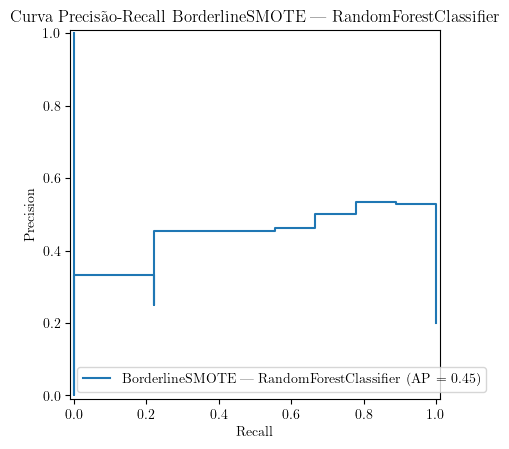 Curva Precisão-Recall BorderlineSMOTE — RandomForestClassifier
1.0
0.8
0.6
0.4
0.2
0.0
Precision
BorderlineSMOTE — RandomForestClassifier (AP = 0.45)
0.0 0.2 0.4 0.6 0.8 1.0
Recall